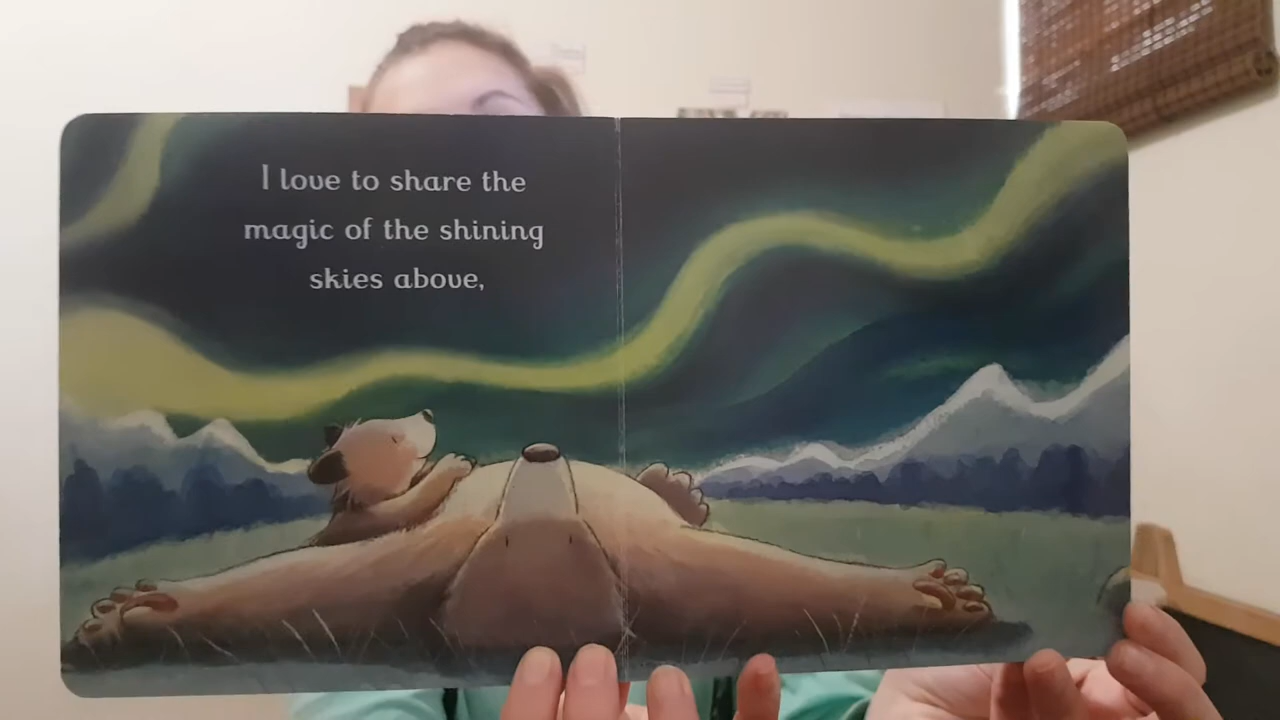 I love to share the
magic of the shining
skies above,